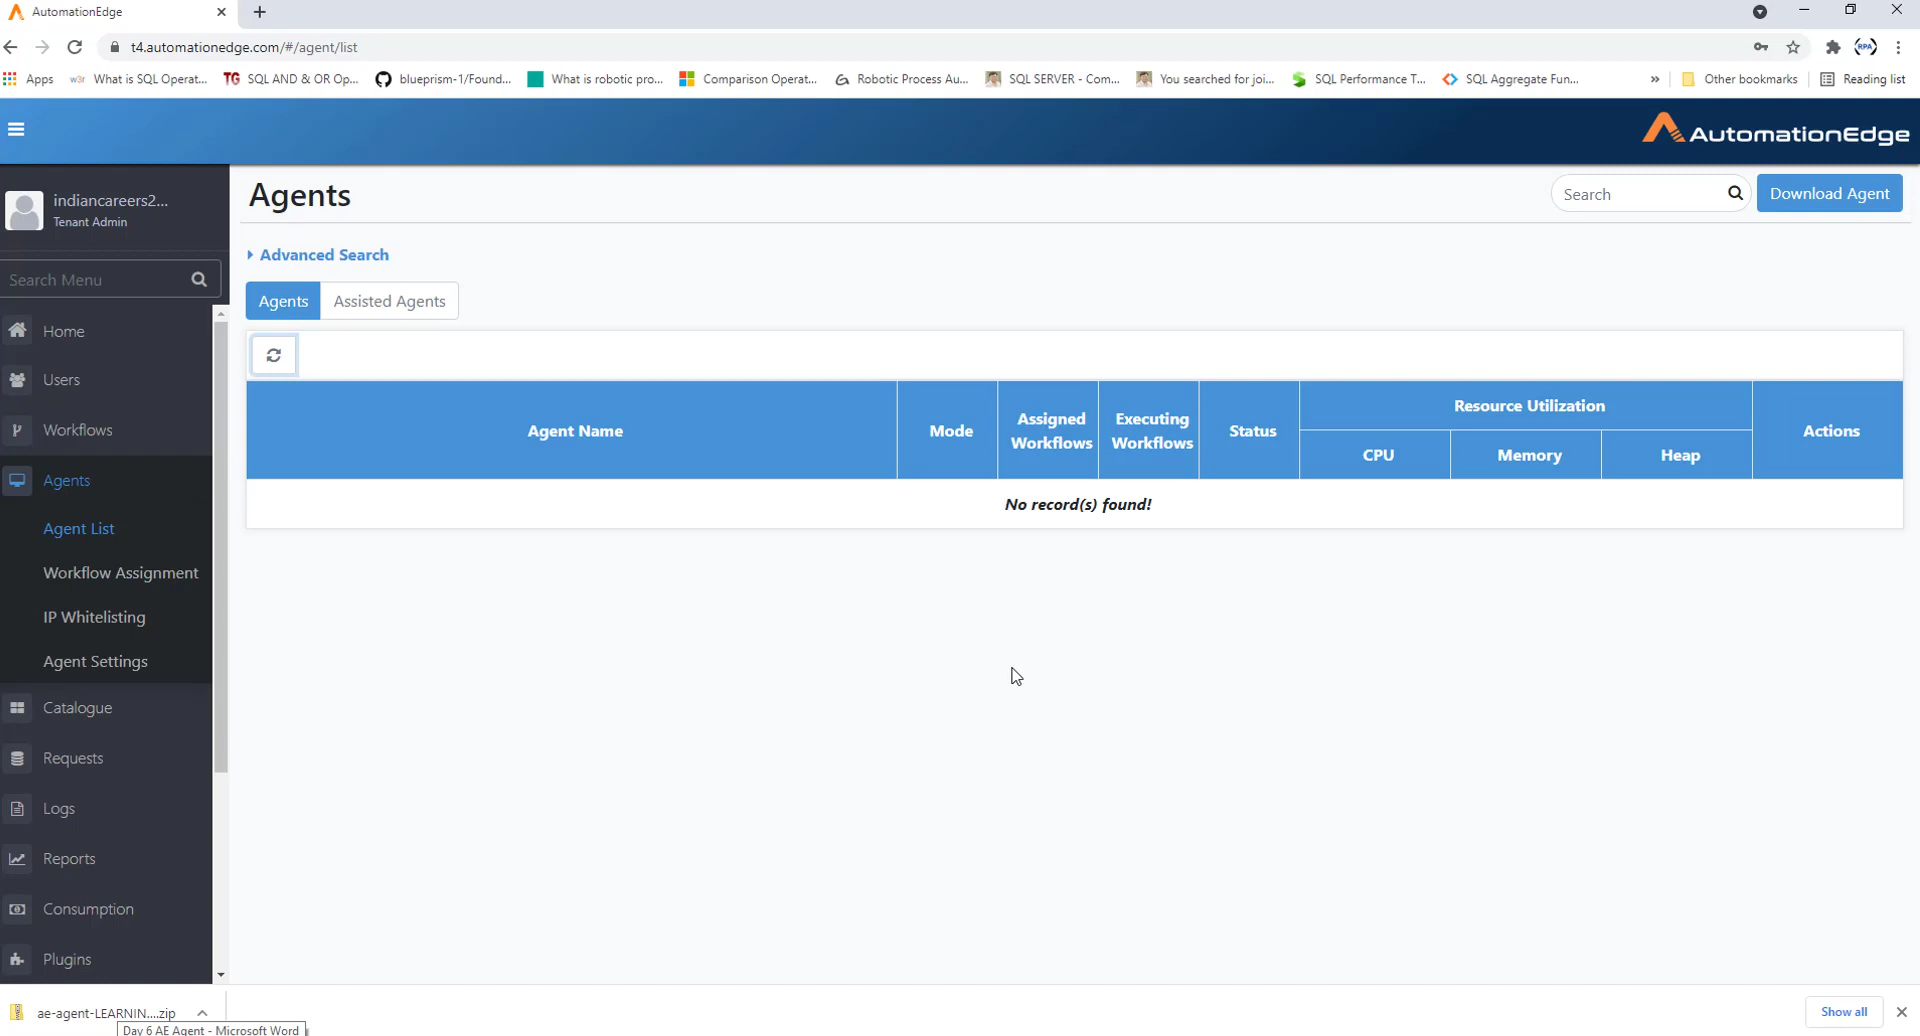 AutomationEdge
t4.automationedge.com/#/agent/list
RPA
Apps
w3r What is SQL Operat...
TG SQL AND & OR Op...
blueprism-1/Found...
What is robotic pro...
Comparison Operat...
Robotic Process Au...
SQL SERVER - Com...
You searched for joi...
SQL Performance T...
SQL Aggregate Fun...
»
Other bookmarks
Reading list
AutomationEdge
indiancareers2...
Tenant Admin
Search Menu
Home
Users
Workflows
Agents
Agent List
Workflow Assignment
IP Whitelisting
Agent Settings
Catalogue
Requests
Logs
Reports
Consumption
Plugins
Agents
Search
Download Agent
Advanced Search
Agents
Assisted Agents
Agent Name
Mode
Assigned
Workflows
Executing
Workflows
Status
Resource Utilization
CPU
Memory
Heap
Actions
No record(s) found!
ae-agent-LEARNIN....zip
Day 6 AE Agent - Microsoft Word
Show all